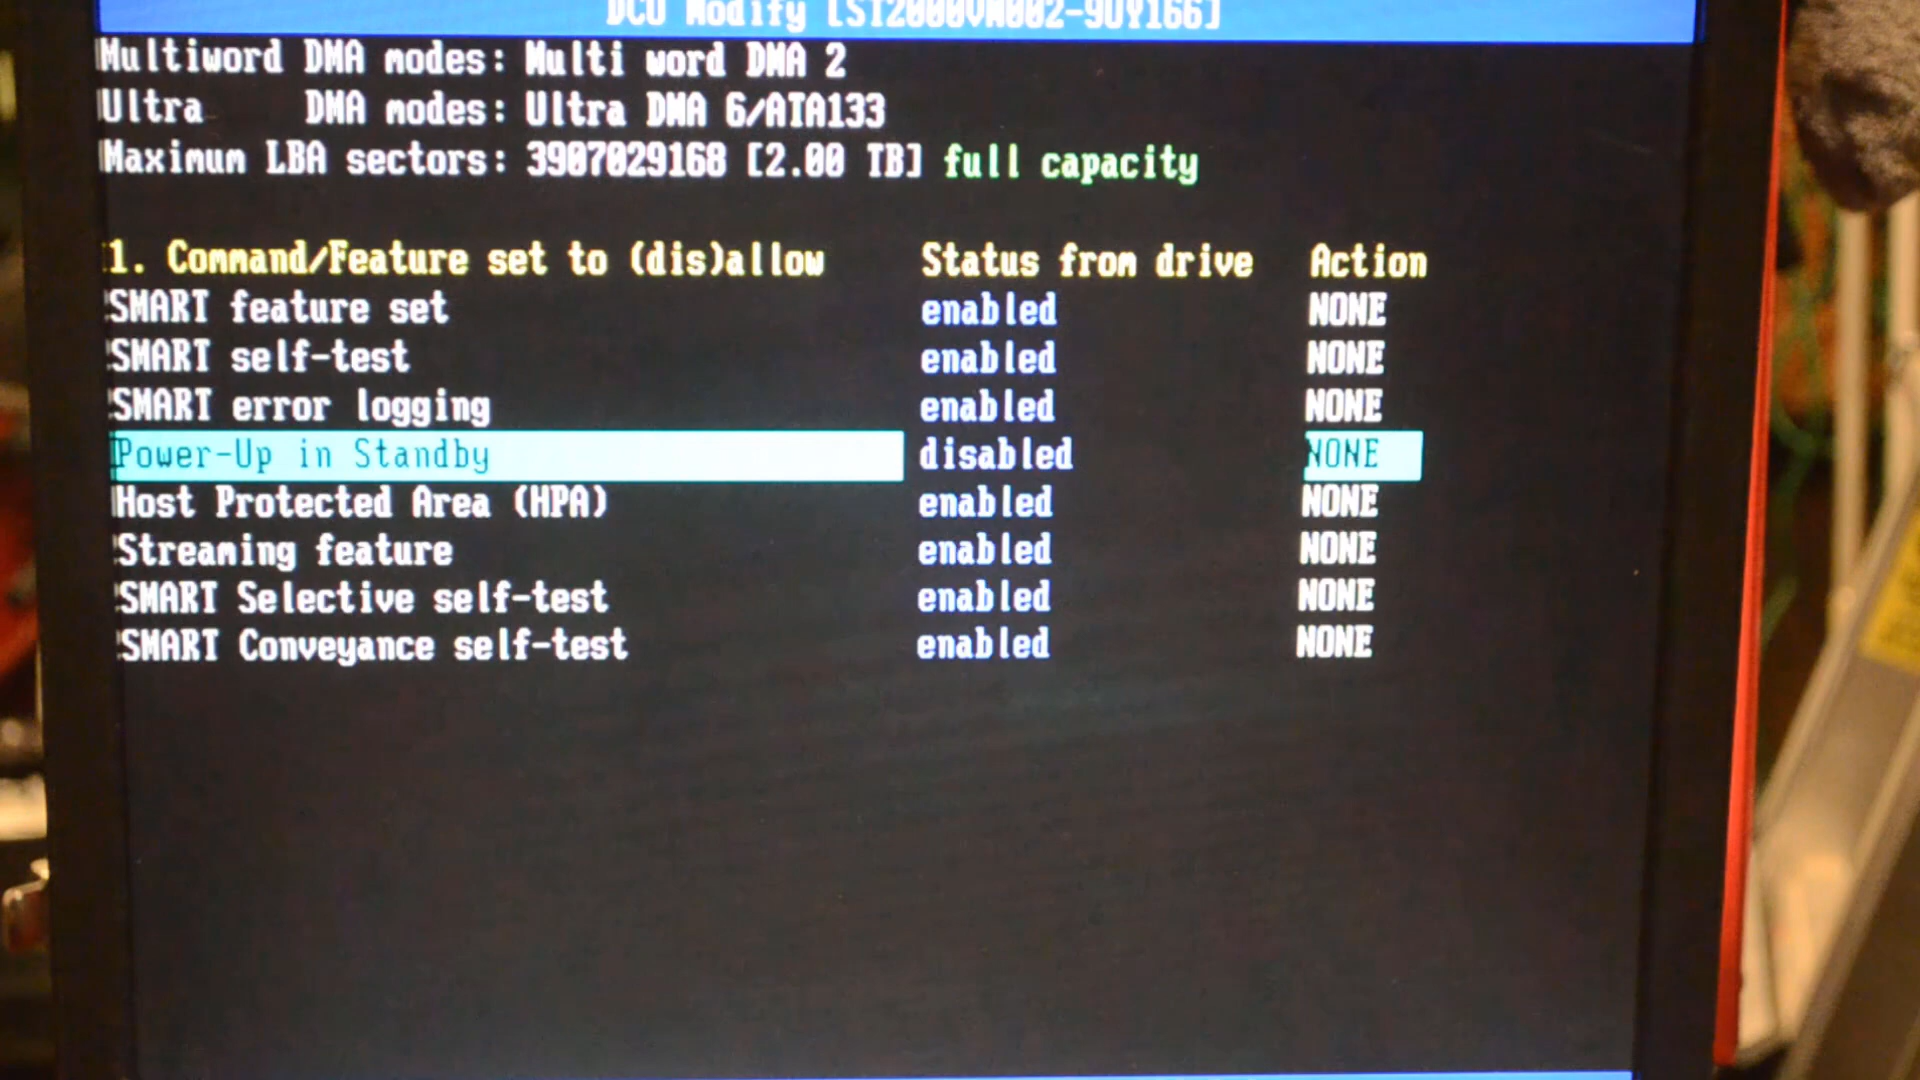 DCO Modify [ST2000VM002-9UY166]
Multiword DMA modes: Multi word DMA 2
Ultra DMA modes: Ultra DMA 6/ATA133
Maximum LBA sectors: 3907029168 [2.00 TB] full capacity
1. Command/Feature set to (dis)allow Status from drive Action
SMART feature set enabled NONE
SMART self-test enabled NONE
SMART error logging enabled NONE
Power-Up in Standby disabled NONE
Host Protected Area (HPA) enabled NONE
Streaming feature enabled NONE
SMART Selective self-test enabled NONE
SMART Conveyance self-test enabled NONE